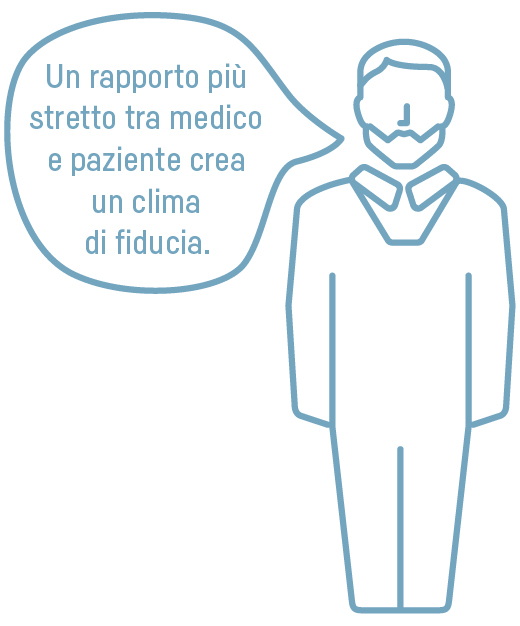 Un rapporto più
stretto tra medico
e paziente crea
un clima
di fiducia.